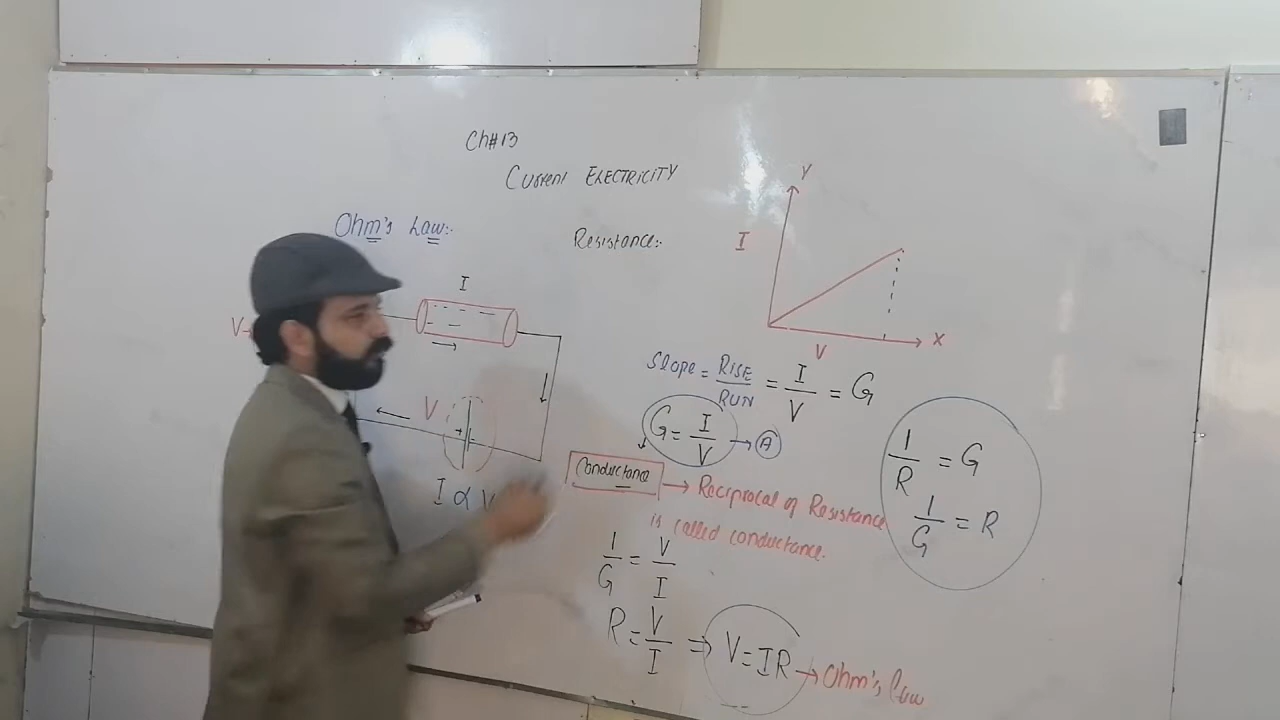 Ch#13
Current ELECTRICITY
Ohm's Law:-
Resistance:-
I
V
V
I α V
Y
I
V
X
Slope = RISE/RUN = I/V = G
G = I/V → A
Conductance → Reciprocal of Resistance
is called conductance.
1/G = V/I
R = V/I ⇒ V = IR → Ohm's Law
1/R = G
1/G = R